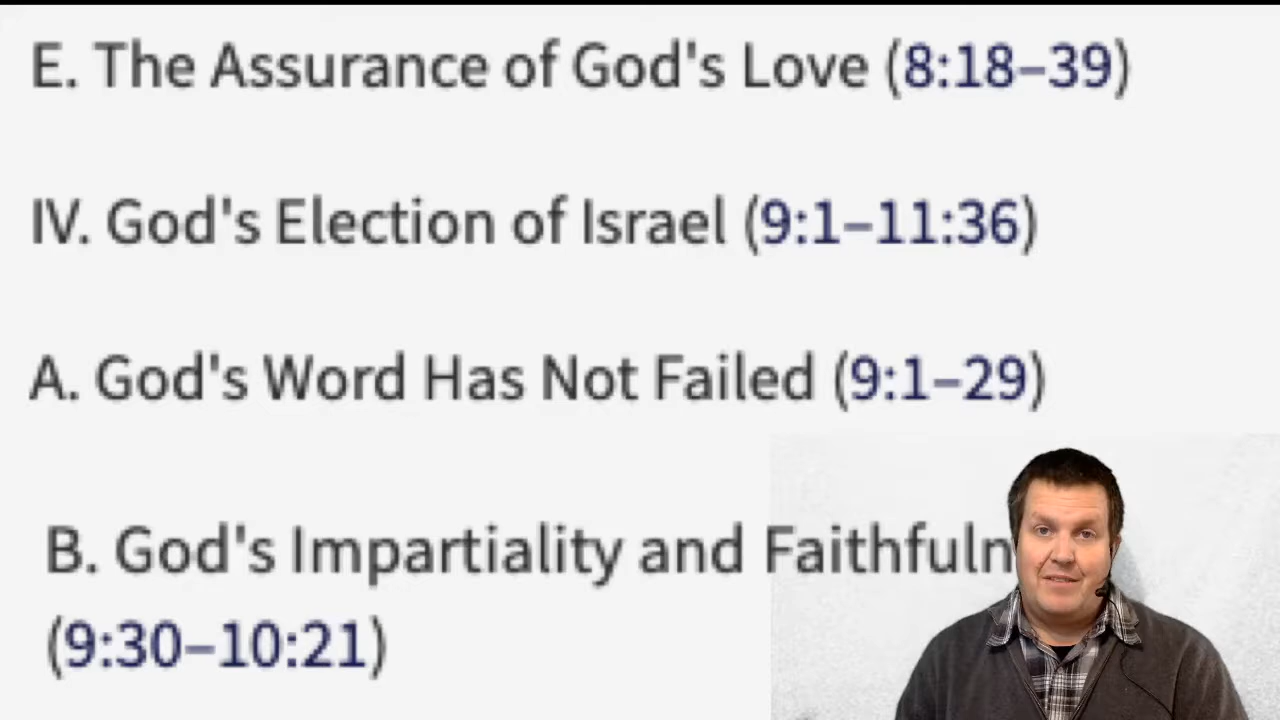 E. The Assurance of God's Love (8:18–39)
IV. God's Election of Israel (9:1–11:36)
A. God's Word Has Not Failed (9:1–29)
B. God's Impartiality and
(9:30–10:21)